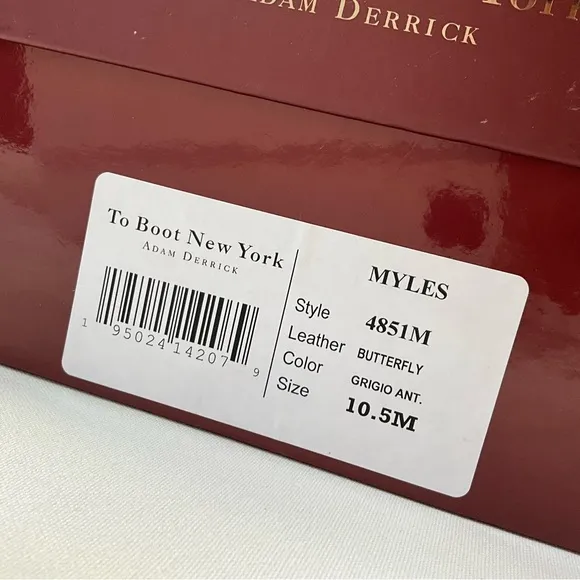 ADAM DERRICK
To Boot New York
ADAM DERRICK
1 95024 14207 9
MYLES
Style 4851M
Leather BUTTERFLY
Color GRIGIO ANT.
Size 10.5M